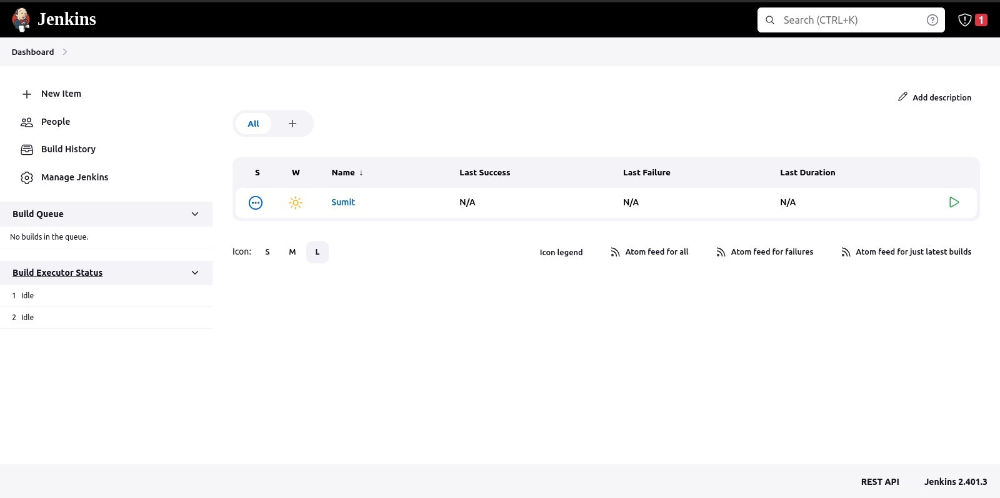 Jenkins
Search (CTRL+K)
1
Dashboard
New Item
People
Build History
Manage Jenkins
Build Queue
No builds in the queue.
Build Executor Status
1 Idle
2 Idle
Add description
All +
S W Name ↓ Last Success Last Failure Last Duration
Sumit N/A N/A N/A
Icon: S M L Icon legend Atom feed for all Atom feed for failures Atom feed for just latest builds
REST API Jenkins 2.401.3